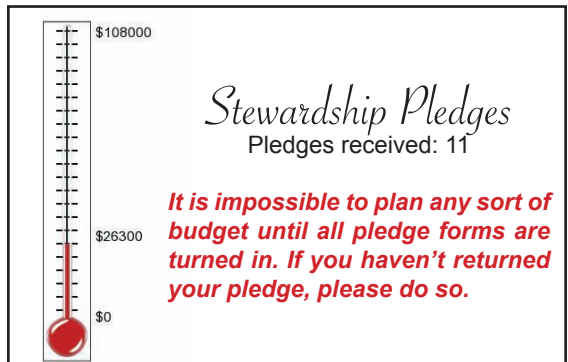 $108000
Stewardship Pledges
Pledges received: 11
It is impossible to plan any sort of
budget until all pledge forms are
turned in. If you haven’t returned
your pledge, please do so.
$26300
$0